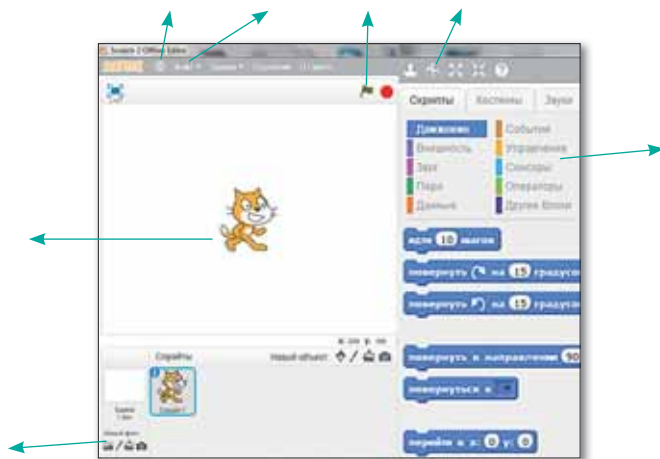 Scratch 2 Offline Editor
Скрипты Костюмы Звуки
Движение События
Внешность Управление
Звук Сенсоры
Перо Операторы
Данные Другие блоки
идти 10 шагов
повернуть на 15 градусов
повернуть на 15 градусов
повернуть в направлении 90
повернуться к
перейти в x: 0 y: 0
Спрайты Новый объект:
Сцена
Новый фон